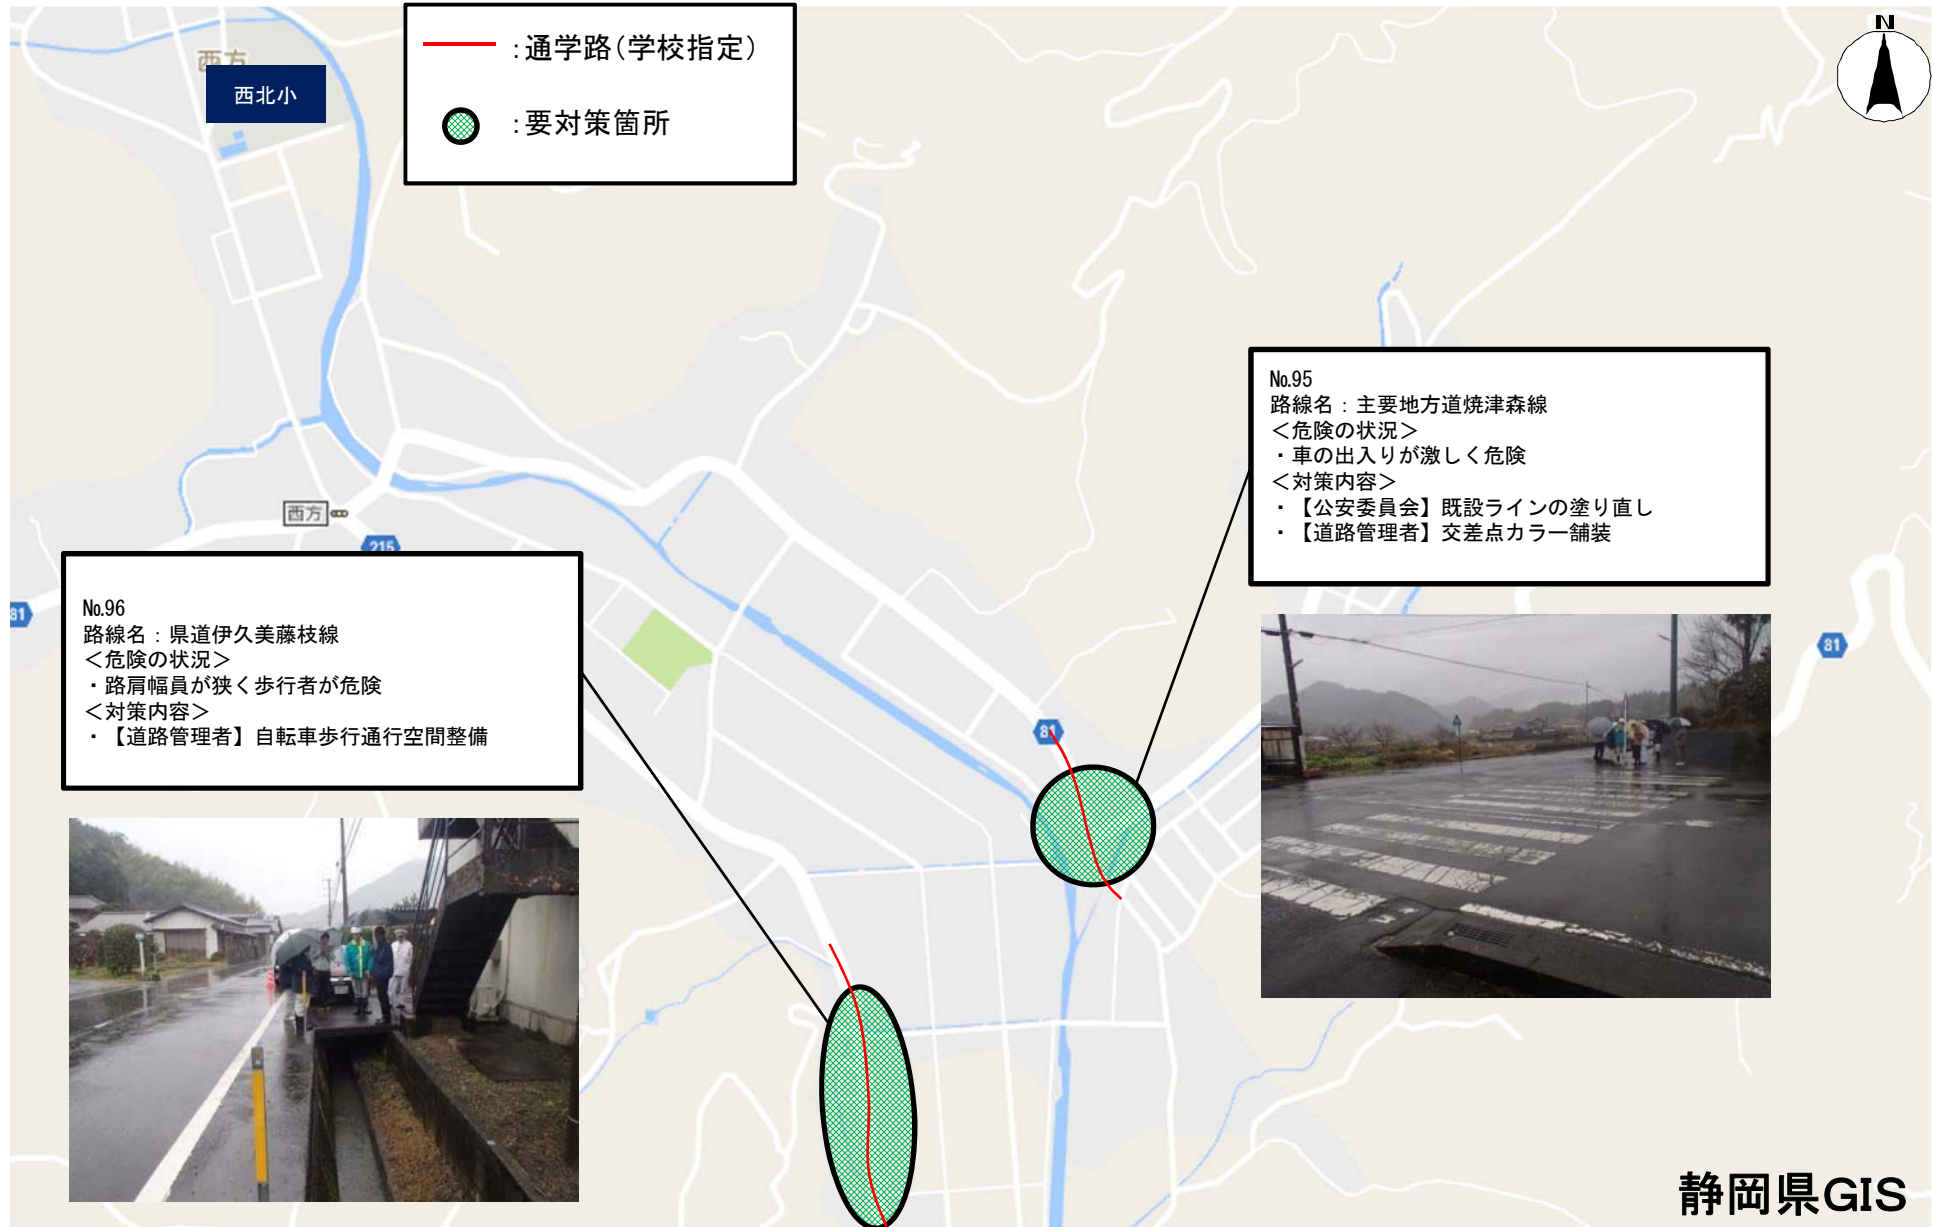 西方
西北小
：通学路（学校指定）
：要対策箇所
N
No.95
路線名：主要地方道焼津森線
＜危険の状況＞
・車の出入りが激しく危険
＜対策内容＞
・【公安委員会】既設ラインの塗り直し
・【道路管理者】交差点カラー舗装
西方
215
81
No.96
路線名：県道伊久美藤枝線
＜危険の状況＞
・路肩幅員が狭く歩行者が危険
＜対策内容＞
・【道路管理者】自転車歩行通行空間整備
81
81
静岡県GIS